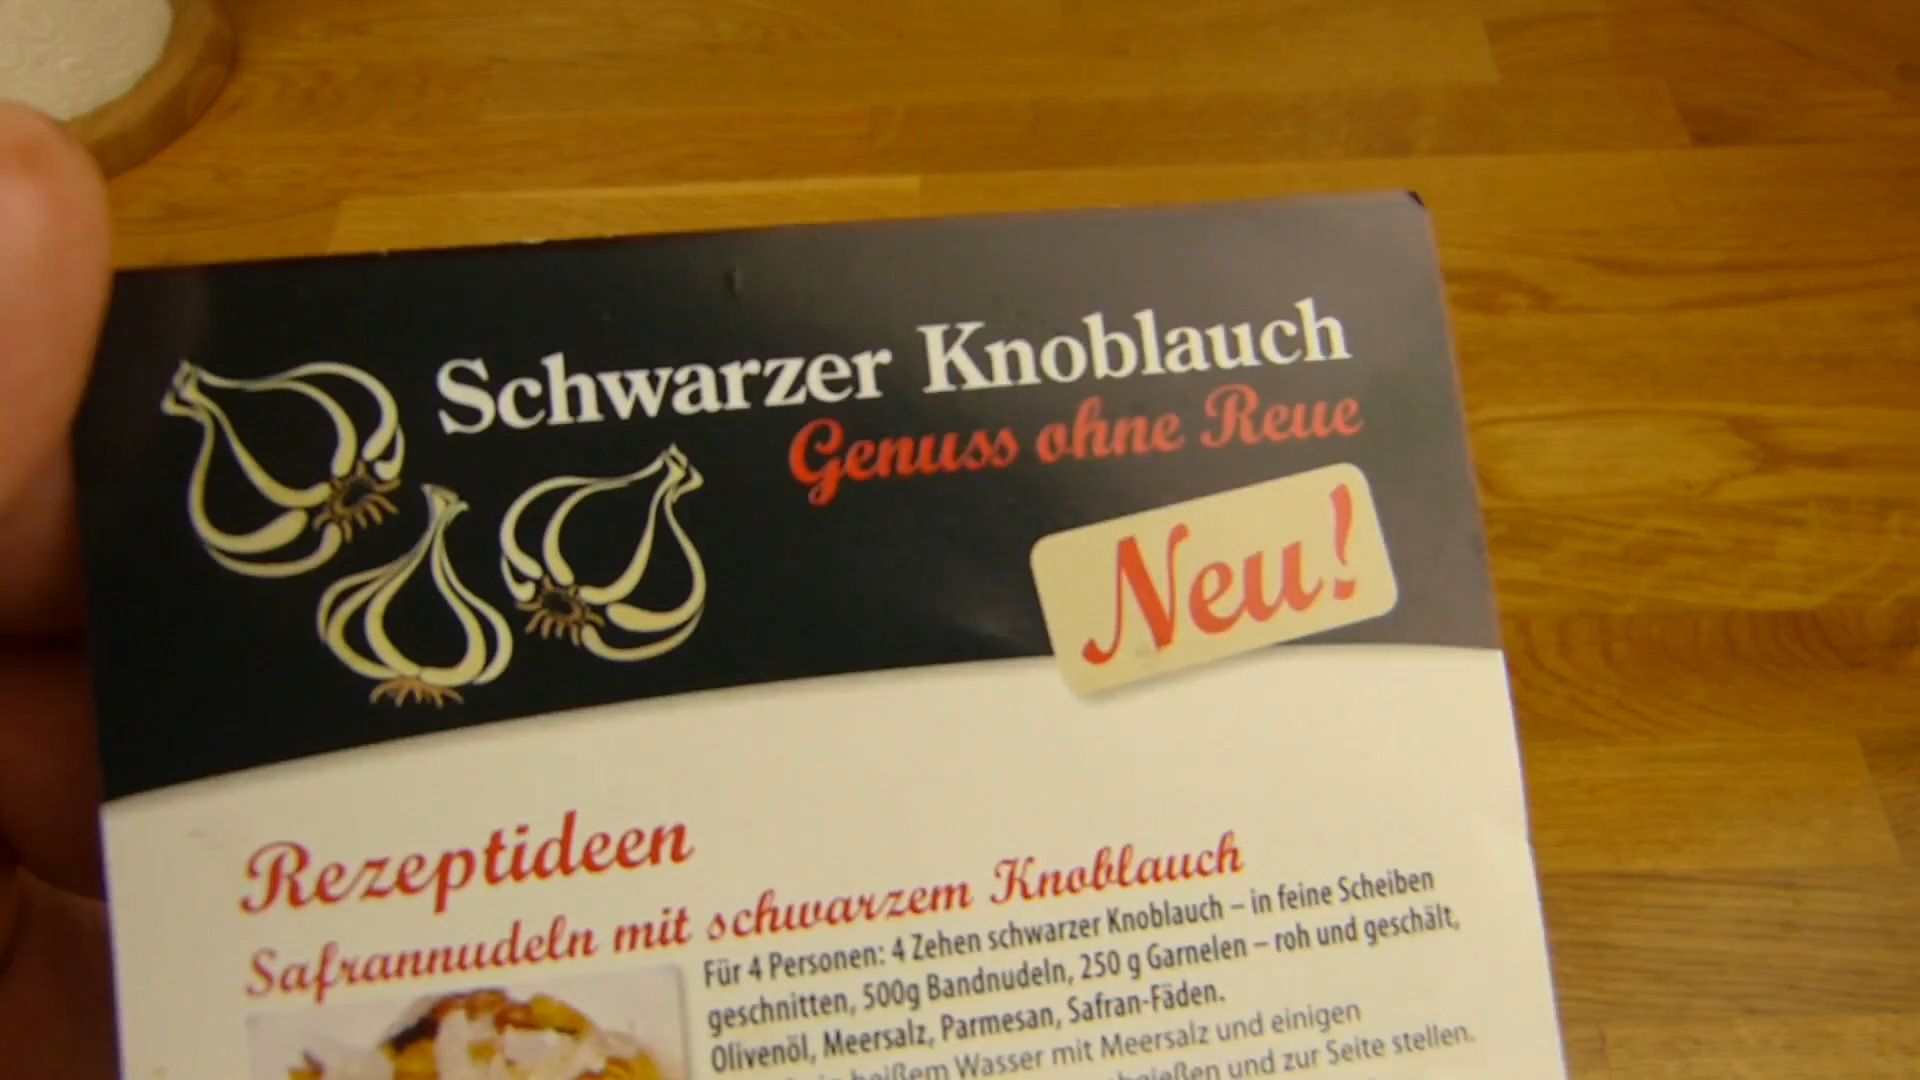 Schwarzer Knoblauch
Genuss ohne Reue
Neu!
Rezeptideen
Safrannudeln mit schwarzem Knoblauch
Für 4 Personen: 4 Zehen schwarzer Knoblauch – in feine Scheiben
geschnitten, 500g Bandnudeln, 250 g Garnelen – roh und geschält,
Olivenöl, Meersalz, Parmesan, Safran-Fäden.
heißem Wasser mit Meersalz und einigen
und zur Seite stellen.